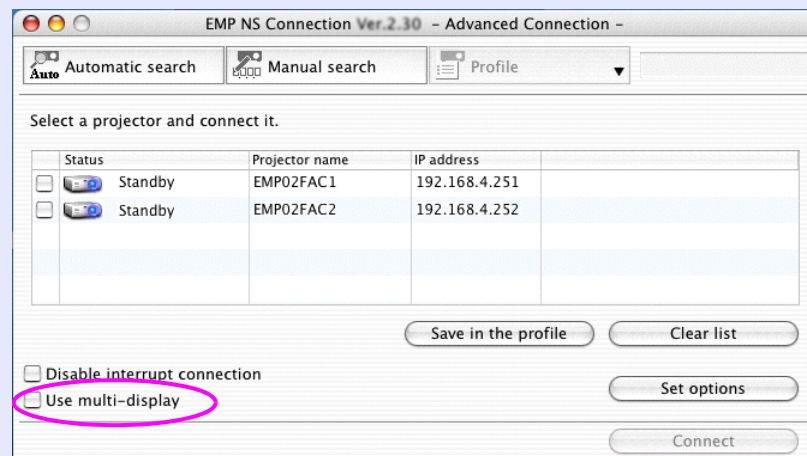 EMP NS Connection Ver.2.30 – Advanced Connection –
Auto Automatic search Manual search Profile
Select a projector and connect it.
Status Projector name IP address
Standby EMP02FAC1 192.168.4.251
Standby EMP02FAC2 192.168.4.252
Save in the profile Clear list
Disable interrupt connection
Use multi-display
Set options
Connect